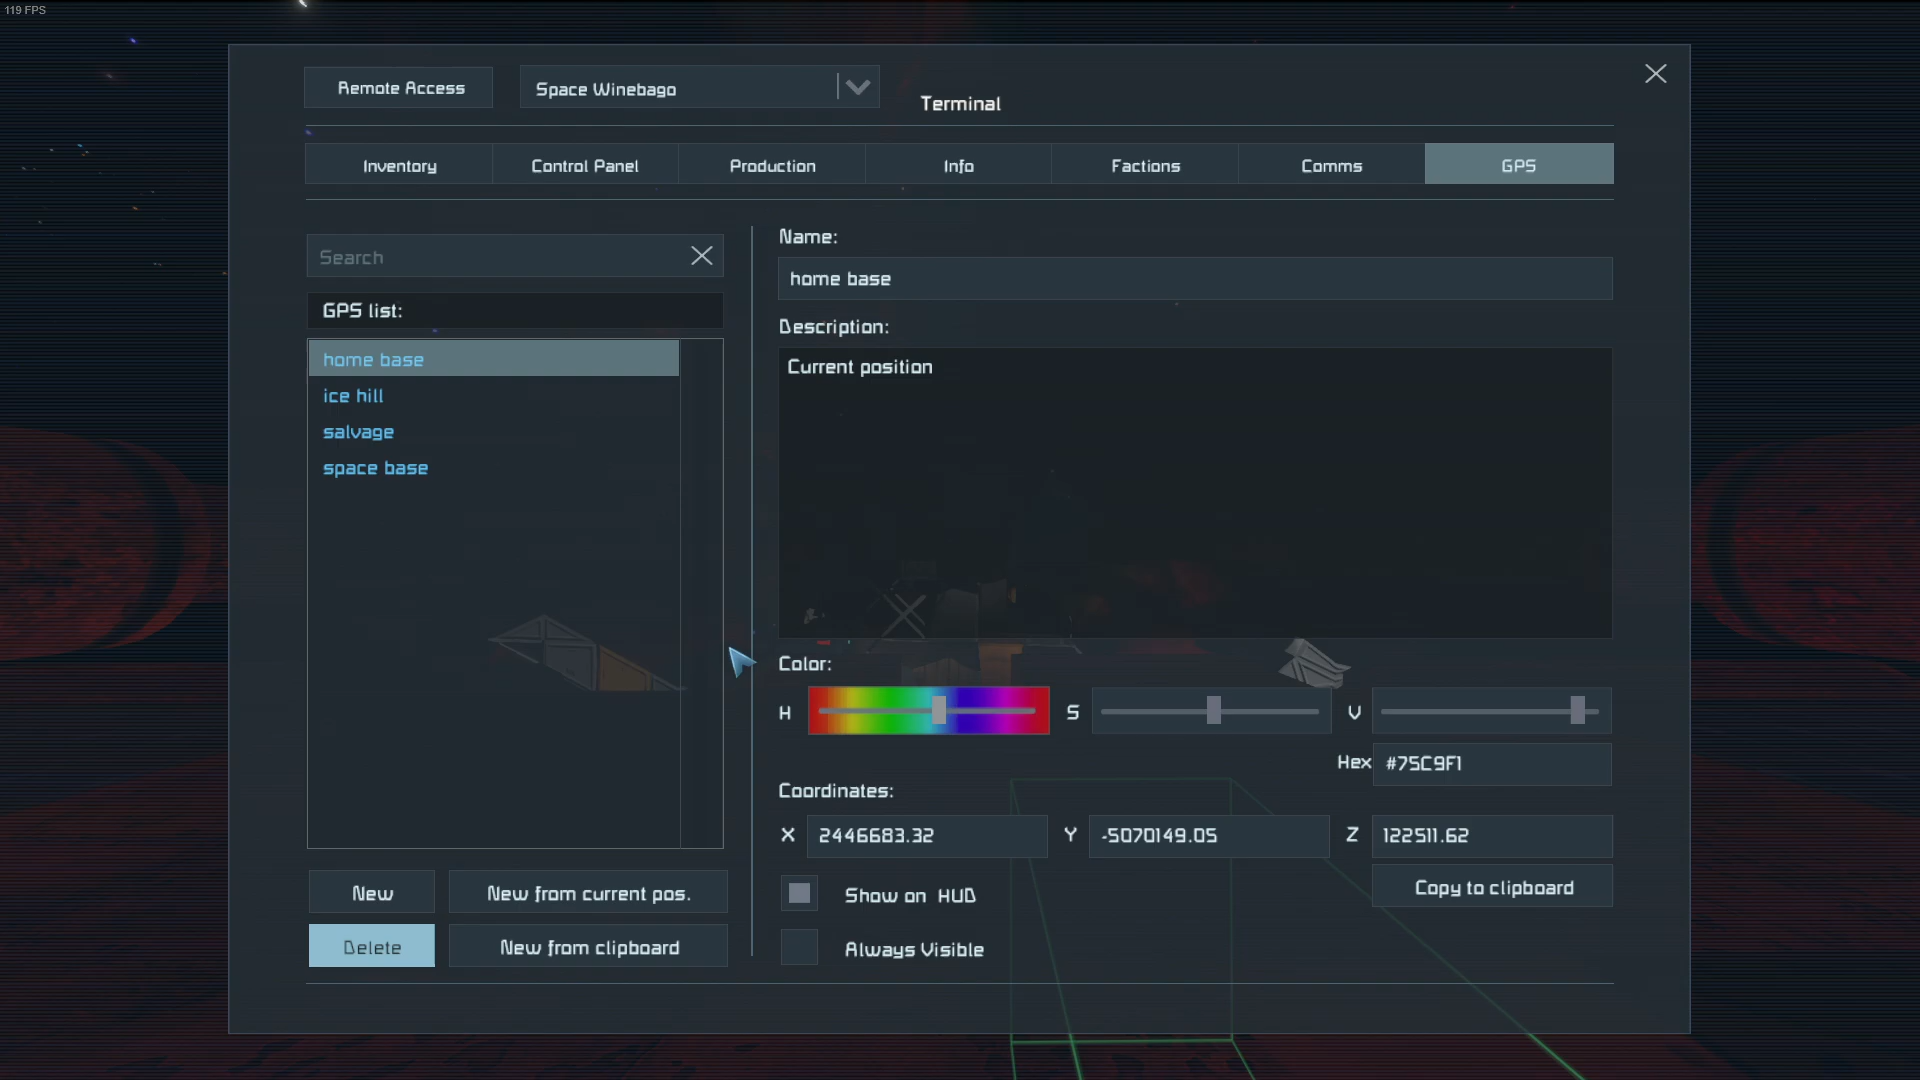 119 FPS
Remote Access
Space Winebago
Terminal
Inventory
Control Panel
Production
Info
Factions
Comms
GPS
Search
GPS list:
home base
ice hill
salvage
space base
New
New from current pos.
Delete
New from clipboard
Name:
home base
Description:
Current position
Color:
H
S
V
Hex #75C9F1
Coordinates:
X 2446683.32 Y -5070149.05 Z 122511.62
Show on HUD
Copy to clipboard
Always Visible